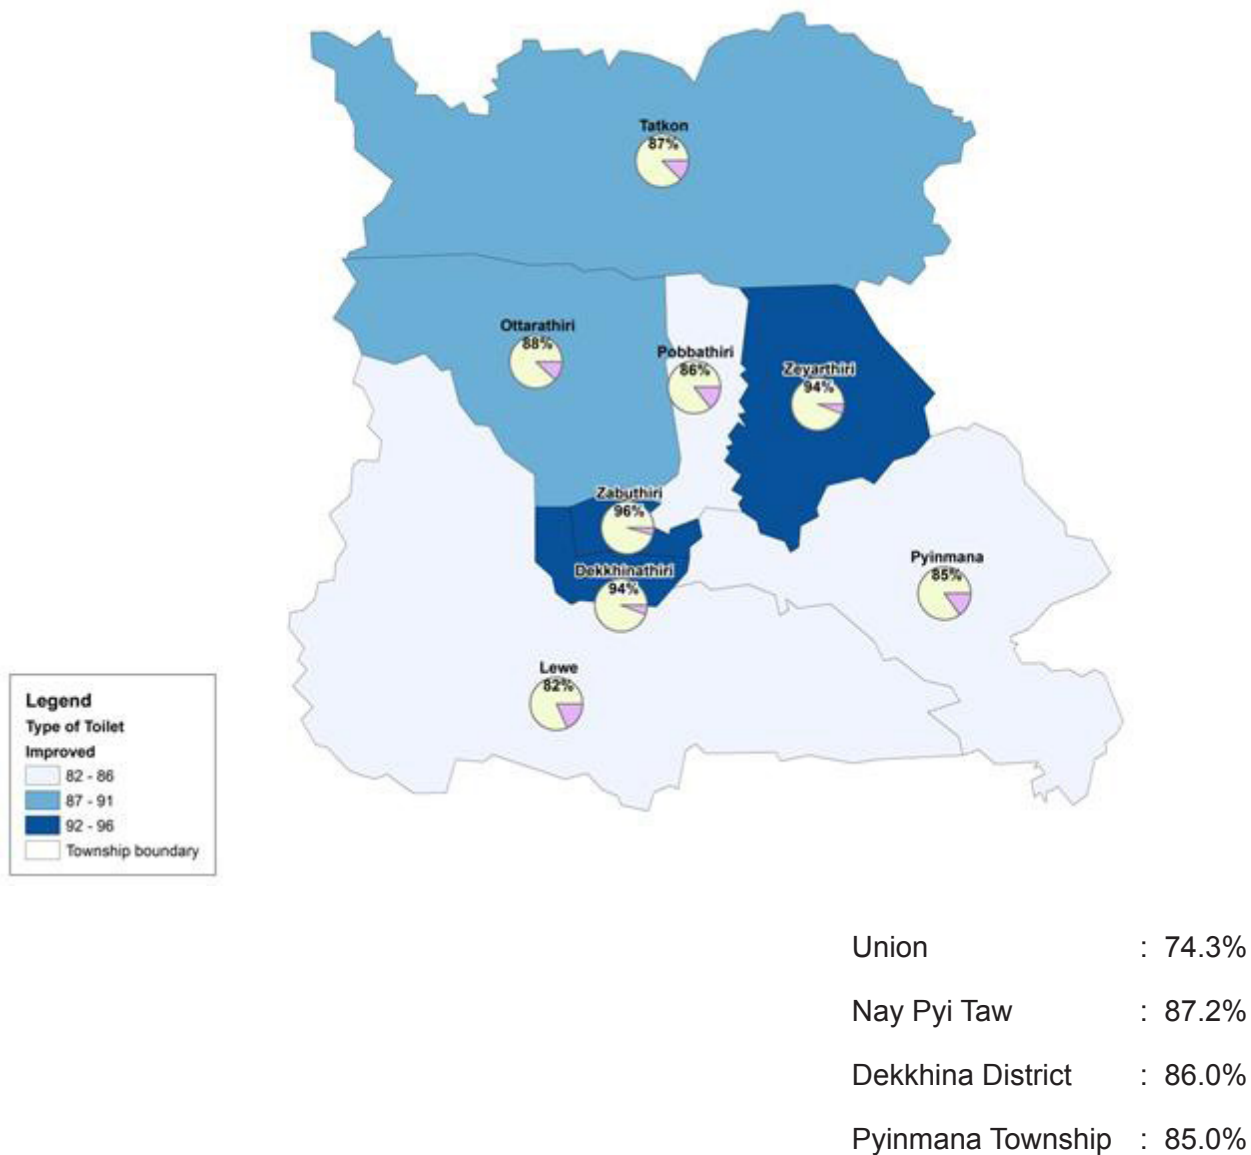 Tatkon
87%
Ottarathiri
88%
Pobbathiri
86%
Zeyarthiri
94%
Zabuthiri
96%
Dekkhinathiri
94%
Pyinmana
85%
Lewe
82%
Legend
Type of Toilet
Improved
82 - 86
87 - 91
92 - 96
Township boundary
Union : 74.3%
Nay Pyi Taw : 87.2%
Dekkhina District : 86.0%
Pyinmana Township : 85.0%